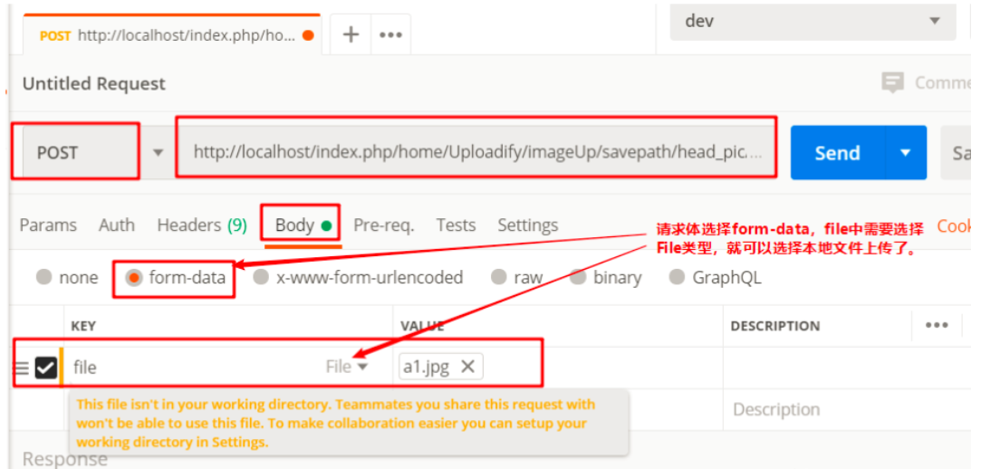 dev
POST http://localhost/index.php/ho...
Untitled Request
Comme
POST
http://localhost/index.php/home/Uploadify/imageUp/savepath/head_pic....
Send
Sa
Params Auth Headers (9) Body Pre-req. Tests Settings
请求体选择form-data，file中需要选择
File类型，就可以选择本地文件上传了。
Cook
none form-data x-www-form-urlencoded raw binary GraphQL
KEY VALUE DESCRIPTION
file File a1.jpg
This file isn't in your working directory. Teammates you share this request with
won't be able to use this file. To make collaboration easier you can setup your
working directory in Settings.
Description
Response